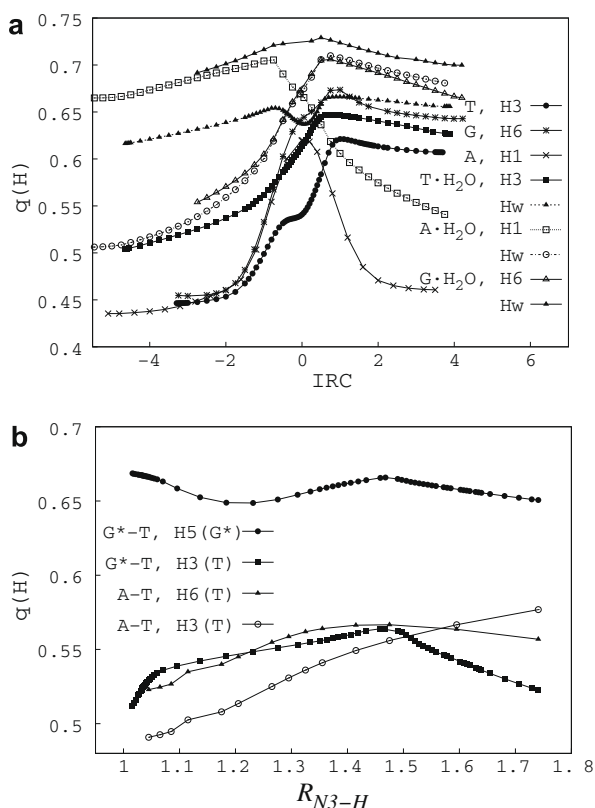 a
0.75
0.7
0.65
0.6
0.55
0.5
0.45
0.4
q(H)
T, H3
G, H6
A, H1
T·H2O, H3
Hw
A·H2O, H1
Hw
G·H2O, H6
Hw
−4 −2 0 2 4 6
IRC
b
0.7
0.65
0.6
0.55
0.5
q(H)
G*−T, H5(G*)
G*−T, H3(T)
A−T, H6(T)
A−T, H3(T)
1 1.1 1.2 1.3 1.4 1.5 1.6 1.7 1.8
RN3−H